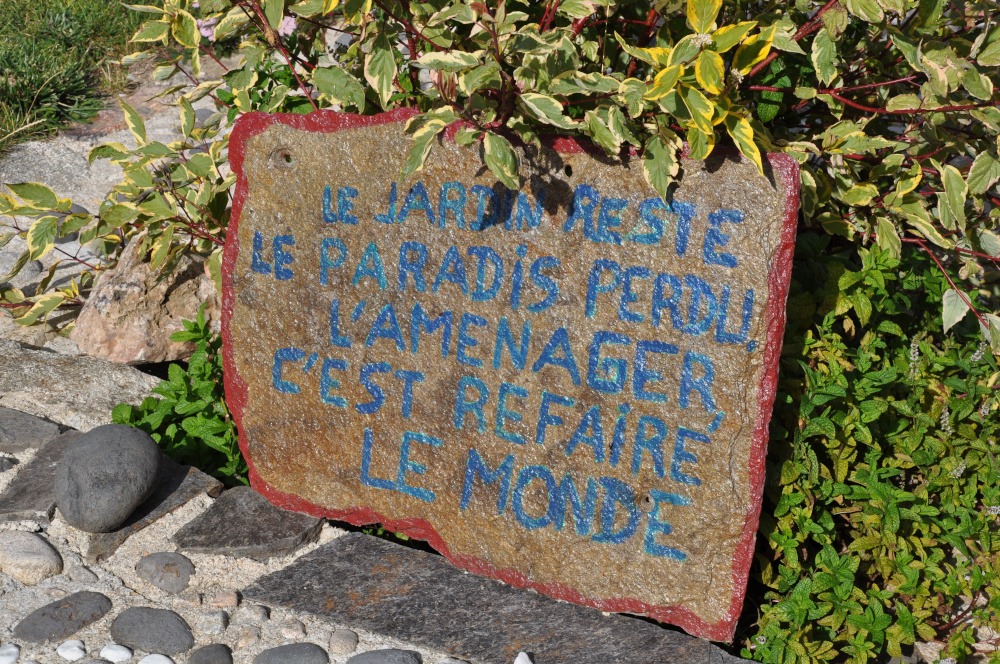 LE JARDIN RESTE
LE PARADiS PERDU.
L'AMENAGER,
C'EST REFAiRE
LE MONDE